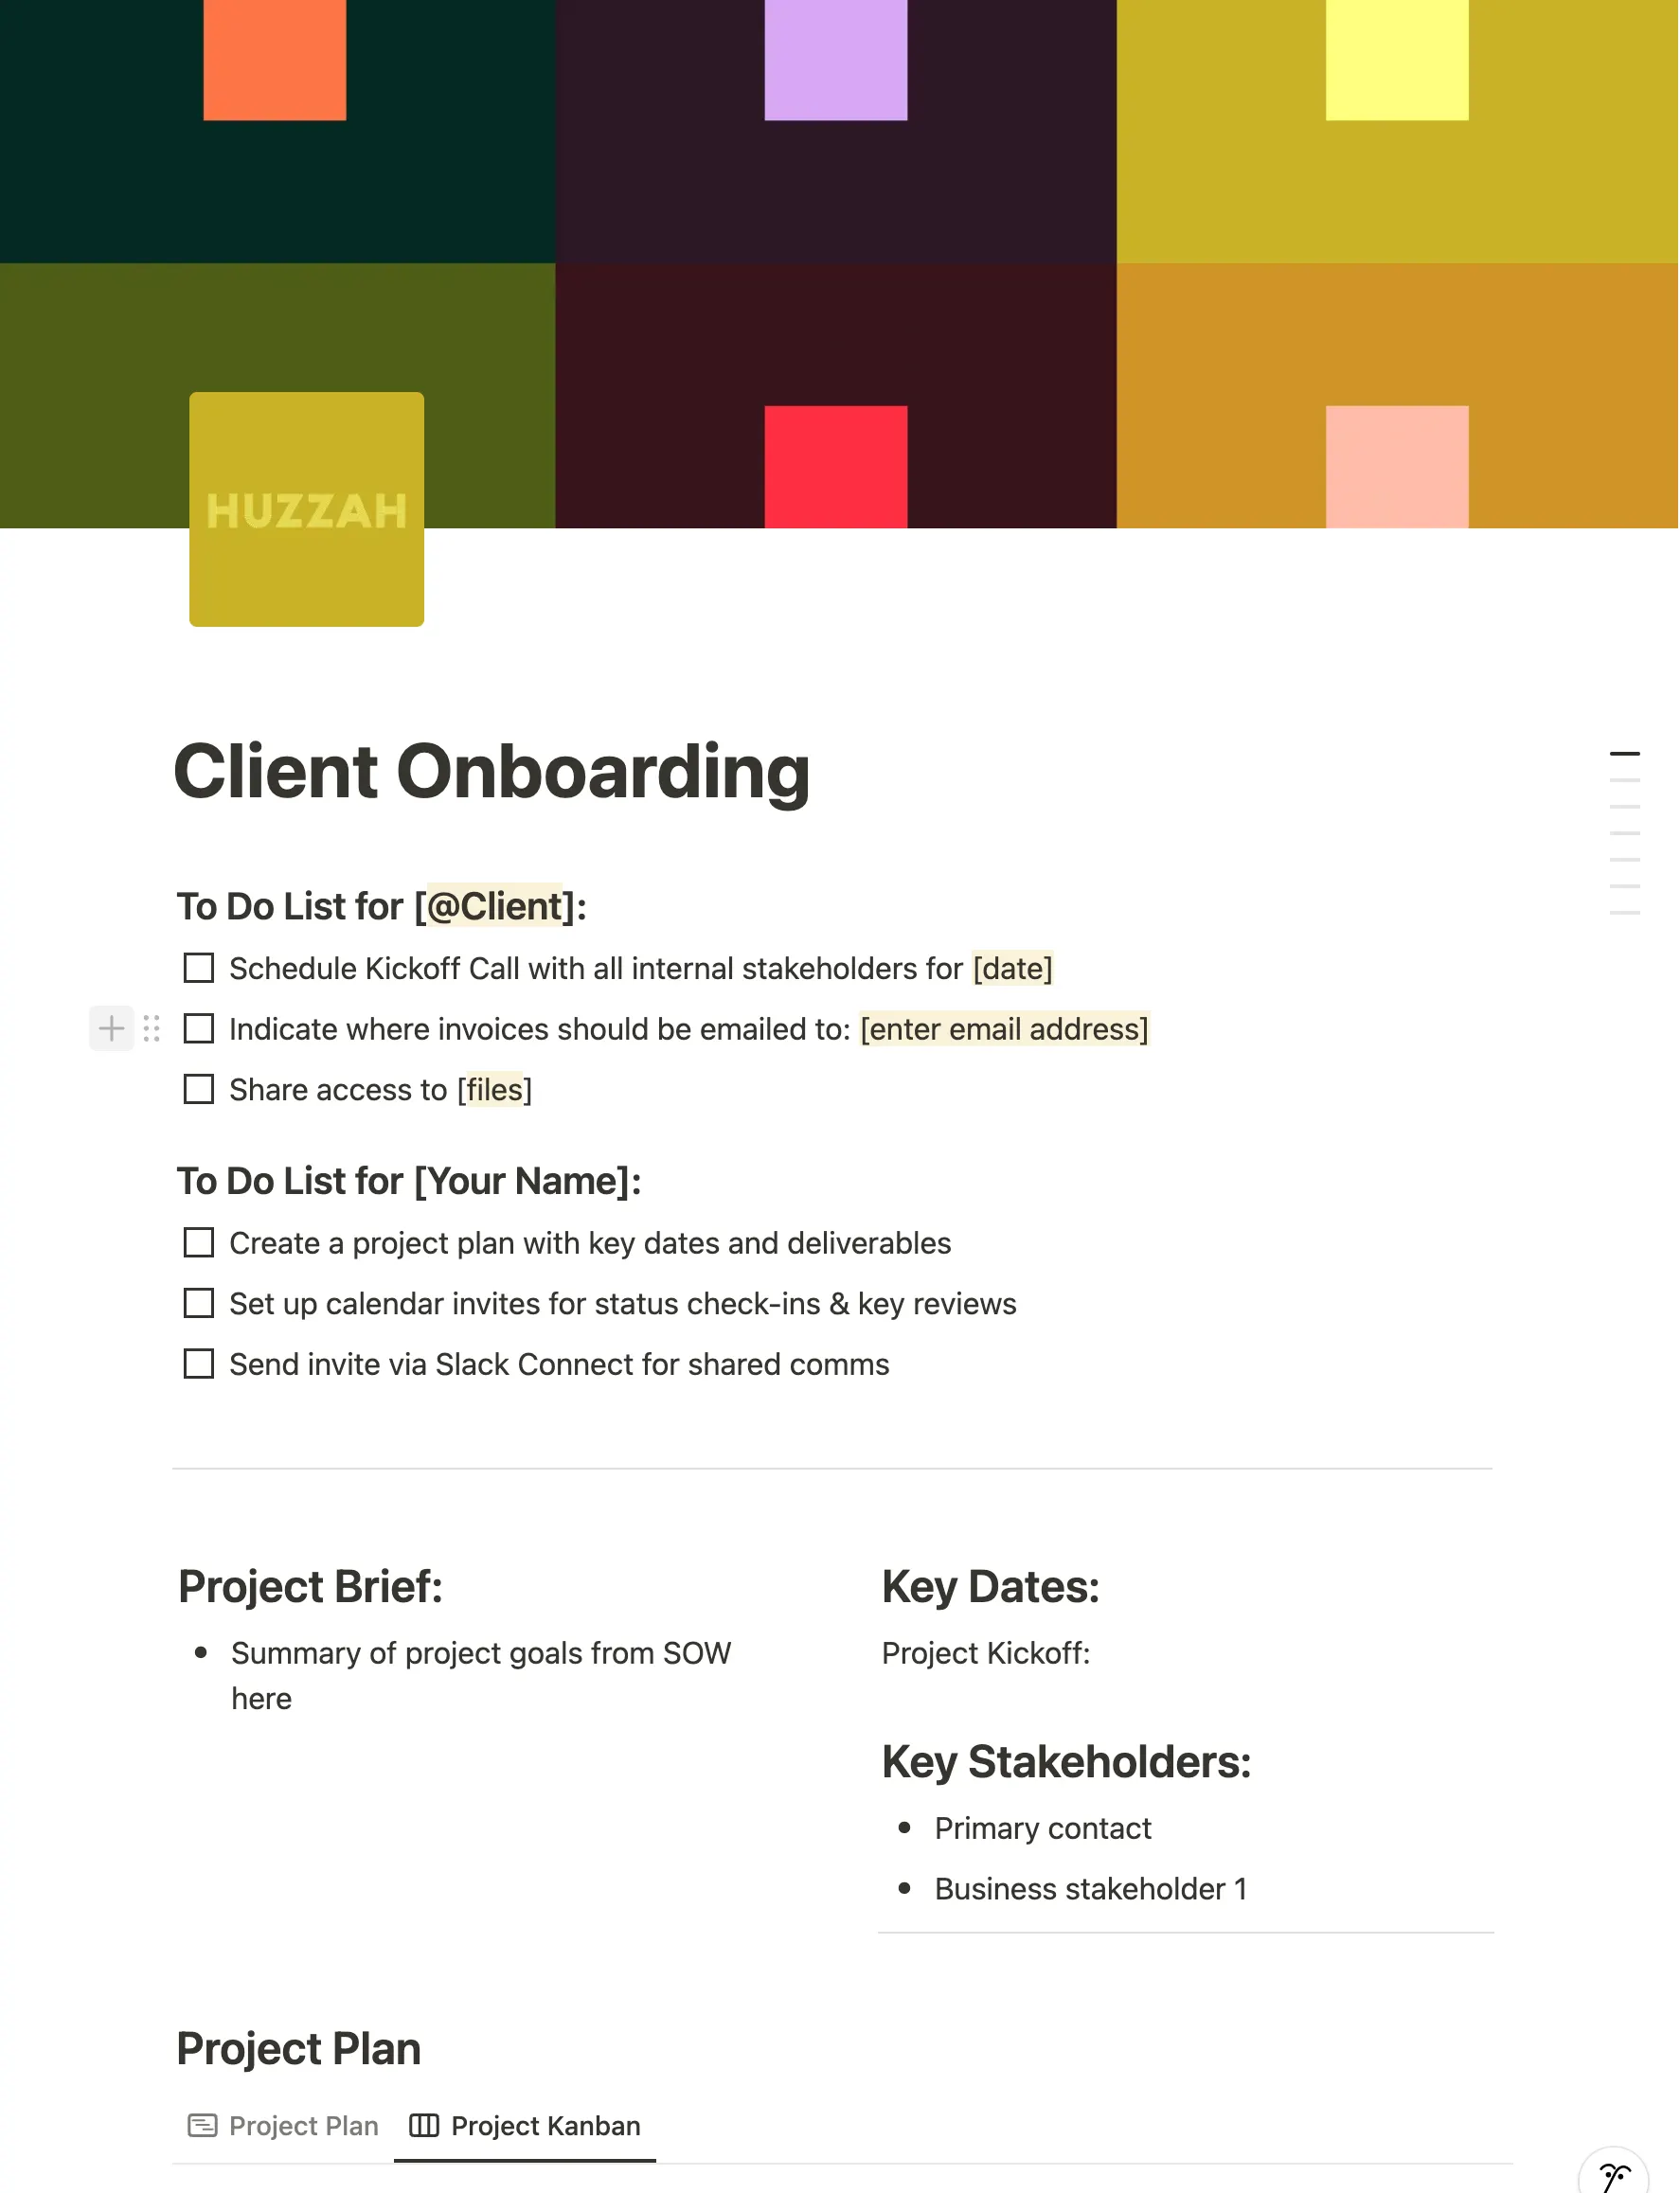 HUZZAH
Client Onboarding
To Do List for [@Client]:
Schedule Kickoff Call with all internal stakeholders for [date]
Indicate where invoices should be emailed to: [enter email address]
Share access to [files]
To Do List for [Your Name]:
Create a project plan with key dates and deliverables
Set up calendar invites for status check-ins & key reviews
Send invite via Slack Connect for shared comms
Project Brief:
Summary of project goals from SOW
here
Key Dates:
Project Kickoff:
Key Stakeholders:
Primary contact
Business stakeholder 1
Project Plan
Project Plan
Project Kanban